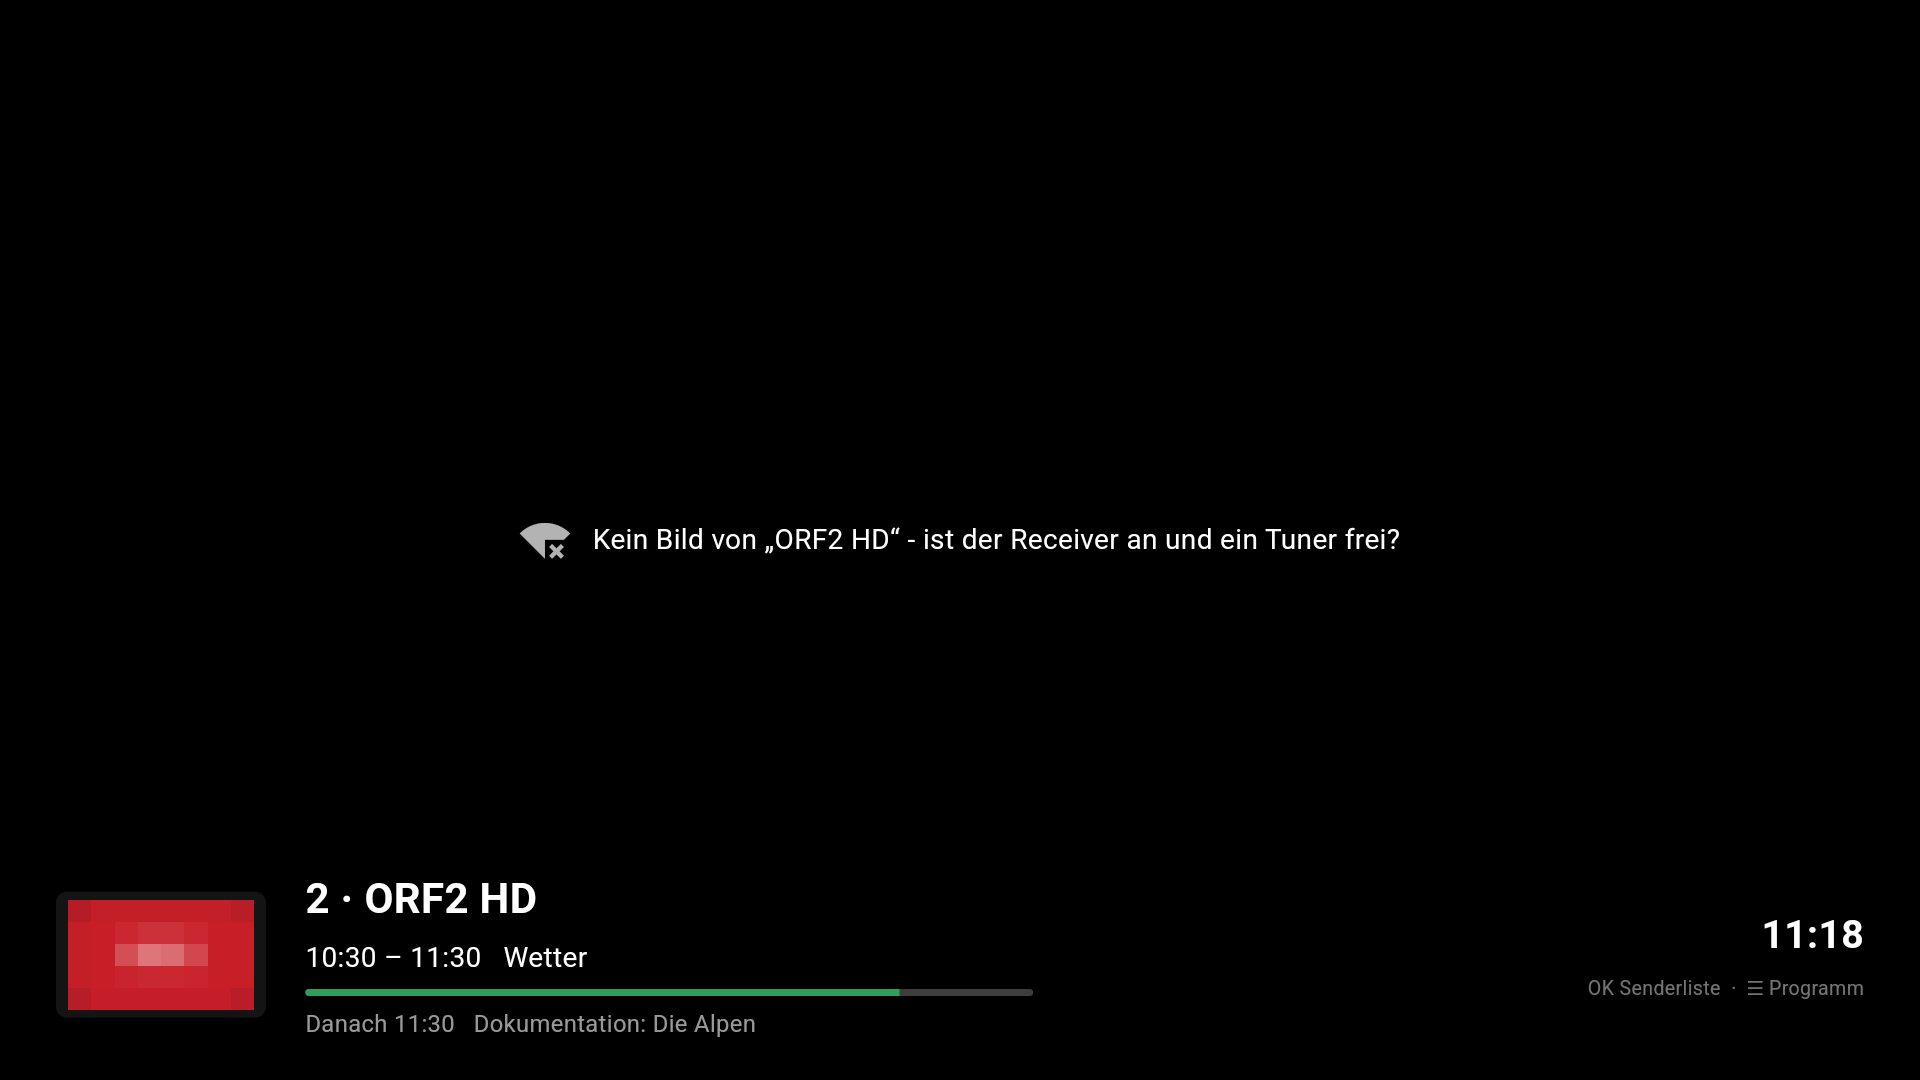 Kein Bild von „ORF2 HD“ - ist der Receiver an und ein Tuner frei?
2 · ORF2 HD
10:30 – 11:30 Wetter
Danach 11:30 Dokumentation: Die Alpen
11:18
OK Senderliste · ☰ Programm